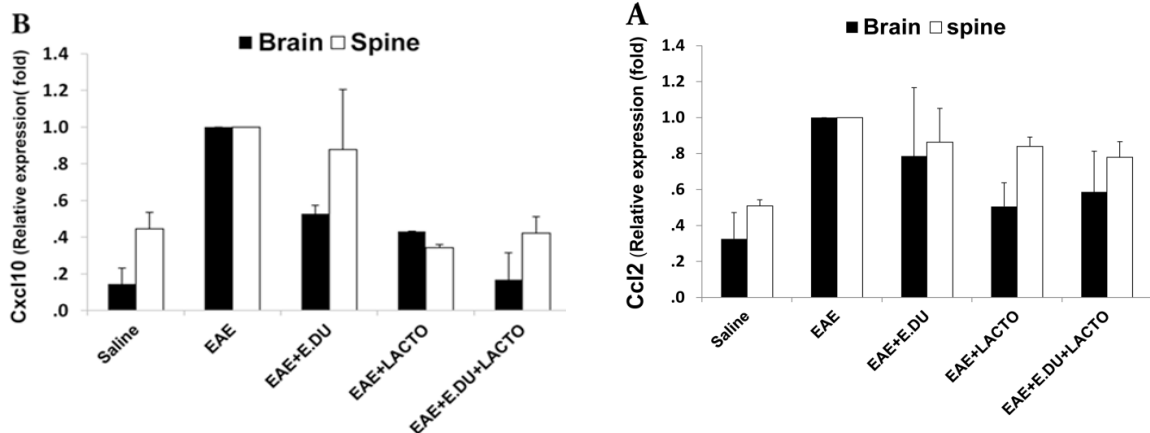 B
Brain Spine
Cxcl10 (Relative expression( fold)
1.4
1.2
1.0
.8
.6
.4
.2
.0
Saline
EAE
EAE+E.DU
EAE+LACTO
EAE+E.DU+LACTO
A
Brain spine
Ccl2 (Relative expression (fold)
1.4
1.2
1.0
.8
.6
.4
.2
.0
Saline
EAE
EAE+E.DU
EAE+LACTO
EAE+E.DU+LACTO